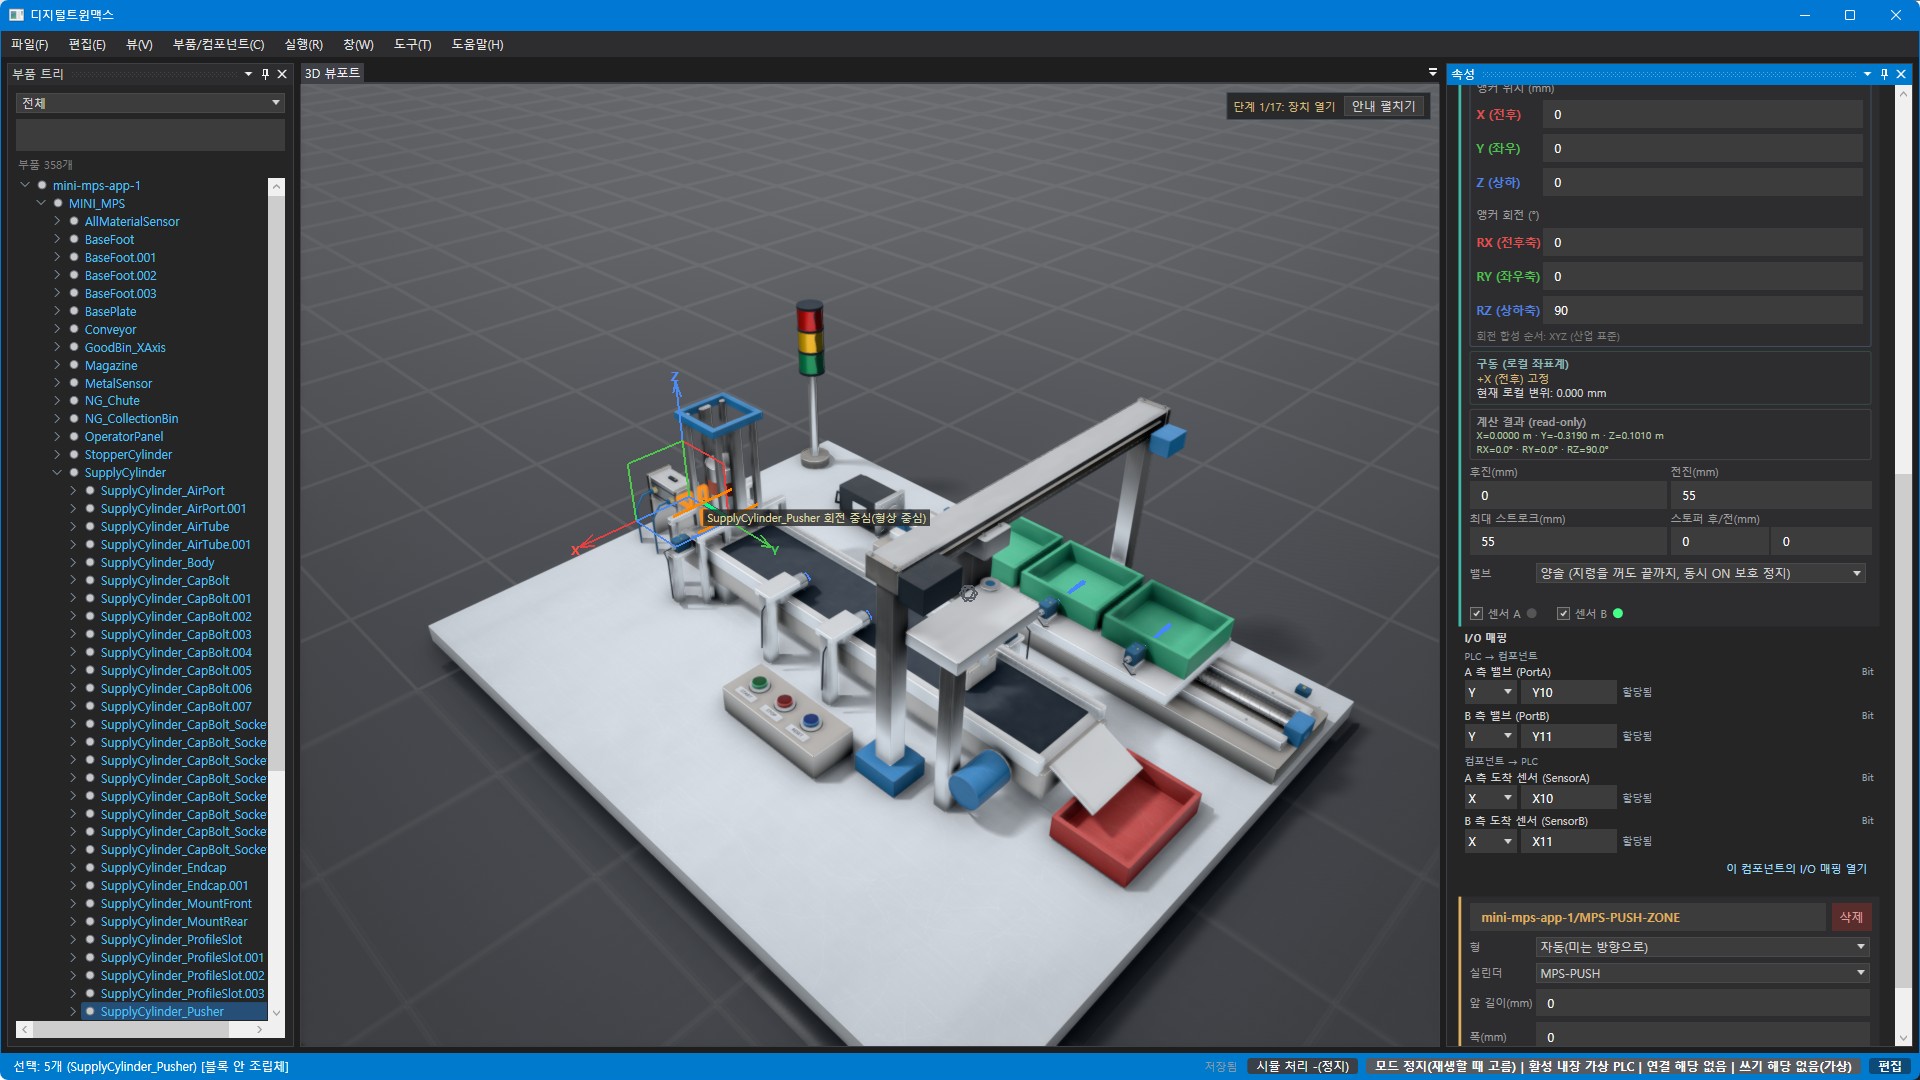 디지털트윈맥스
파일(F) 편집(E) 뷰(V) 부품/컴포넌트(C) 실행(R) 창(W) 도구(T) 도움말(H)
부품 트리
전체
부품 358개
mini-mps-app-1
MINI_MPS
AllMaterialSensor
BaseFoot
BaseFoot.001
BaseFoot.002
BaseFoot.003
BasePlate
Conveyor
GoodBin_XAxis
Magazine
MetalSensor
NG_Chute
NG_CollectionBin
OperatorPanel
StopperCylinder
SupplyCylinder
SupplyCylinder_AirPort
SupplyCylinder_AirPort.001
SupplyCylinder_AirTube
SupplyCylinder_AirTube.001
SupplyCylinder_Body
SupplyCylinder_CapBolt
SupplyCylinder_CapBolt.001
SupplyCylinder_CapBolt.002
SupplyCylinder_CapBolt.003
SupplyCylinder_CapBolt.004
SupplyCylinder_CapBolt.005
SupplyCylinder_CapBolt.006
SupplyCylinder_CapBolt.007
SupplyCylinder_CapBolt_Socke
SupplyCylinder_CapBolt_Socke
SupplyCylinder_CapBolt_Socke
SupplyCylinder_CapBolt_Socke
SupplyCylinder_CapBolt_Socke
SupplyCylinder_CapBolt_Socke
SupplyCylinder_CapBolt_Socke
SupplyCylinder_CapBolt_Socke
SupplyCylinder_Endcap
SupplyCylinder_Endcap.001
SupplyCylinder_MountFront
SupplyCylinder_MountRear
SupplyCylinder_ProfileSlot
SupplyCylinder_ProfileSlot.001
SupplyCylinder_ProfileSlot.002
SupplyCylinder_ProfileSlot.003
SupplyCylinder_Pusher
3D 뷰포트
단계 1/17: 장치 열기 안내 펼치기
Z
X
Y
SupplyCylinder_Pusher 회전 중심(형상 중심)
속성
앵커 위치 (mm)
X (전후) 0
Y (좌우) 0
Z (상하) 0
앵커 회전 (°)
RX (전후축) 0
RY (좌우축) 0
RZ (상하축) 90
회전 합성 순서: XYZ (산업 표준)
구동 (로컬 좌표계)
+X (전후) 고정
현재 로컬 변위: 0.000 mm
계산 결과 (read-only)
X=0.0000 m · Y=-0.3190 m · Z=0.1010 m
RX=0.0° · RY=0.0° · RZ=90.0°
후진(mm) 전진(mm)
0 55
최대 스트로크(mm) 스토퍼 후/전(mm)
55 0 0
밸브 양솔 (지령을 꺼도 끝까지, 동시 ON 보호 정지)
센서 A 센서 B
I/O 매핑
PLC → 컴포넌트
A 측 밸브 (PortA) Bit
Y Y10 할당됨
B 측 밸브 (PortB) Bit
Y Y11 할당됨
컴포넌트 → PLC
A 측 도착 센서 (SensorA) Bit
X X10 할당됨
B 측 도착 센서 (SensorB) Bit
X X11 할당됨
이 컴포넌트의 I/O 매핑 열기
mini-mps-app-1/MPS-PUSH-ZONE 삭제
형 자동(미는 방향으로)
실린더 MPS-PUSH
앞 길이(mm) 0
폭(mm) 0
선택: 5개 (SupplyCylinder_Pusher) [블록 안 조립체]
저장됨 시뮬 처리 -(정지) 모드 정지(재생할 때 고름) | 활성 내장 가상 PLC | 연결 해당 없음 | 쓰기 해당 없음(가상) 편집